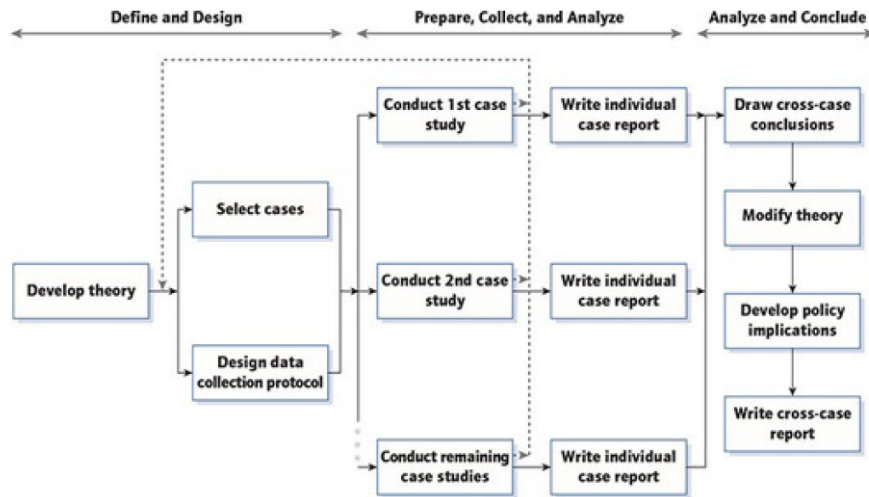 Define and Design
Prepare, Collect, and Analyze
Analyze and Conclude
Conduct 1st case
study
Write individual
case report
Draw cross-case
conclusions
Select cases
Modify theory
Develop theory
Conduct 2nd case
study
Write individual
case report
Develop policy
implications
Design data
collection protocol
Write cross-case
report
Conduct remaining
case studies
Write individual
case report